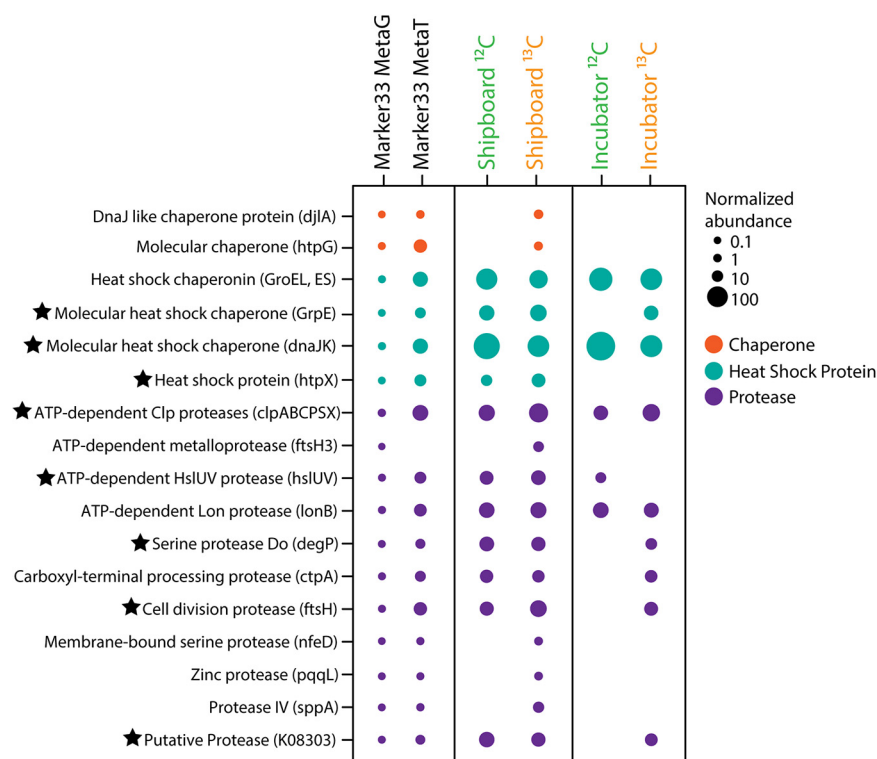 Marker33 MetaG
Marker33 MetaT
Shipboard ¹²C
Shipboard ¹³C
Incubator ¹²C
Incubator ¹³C
DnaJ like chaperone protein (djlA)
Molecular chaperone (htpG)
Heat shock chaperonin (GroEL, ES)
Molecular heat shock chaperone (GrpE)
Molecular heat shock chaperone (dnaJK)
Heat shock protein (htpX)
ATP-dependent Clp proteases (clpABCPSX)
ATP-dependent metalloprotease (ftsH3)
ATP-dependent HslUV protease (hslUV)
ATP-dependent Lon protease (lonB)
Serine protease Do (degP)
Carboxyl-terminal processing protease (ctpA)
Cell division protease (ftsH)
Membrane-bound serine protease (nfeD)
Zinc protease (pqqL)
Protease IV (sppA)
Putative Protease (K08303)
Normalized
abundance
0.1
1
10
100
Chaperone
Heat Shock Protein
Protease